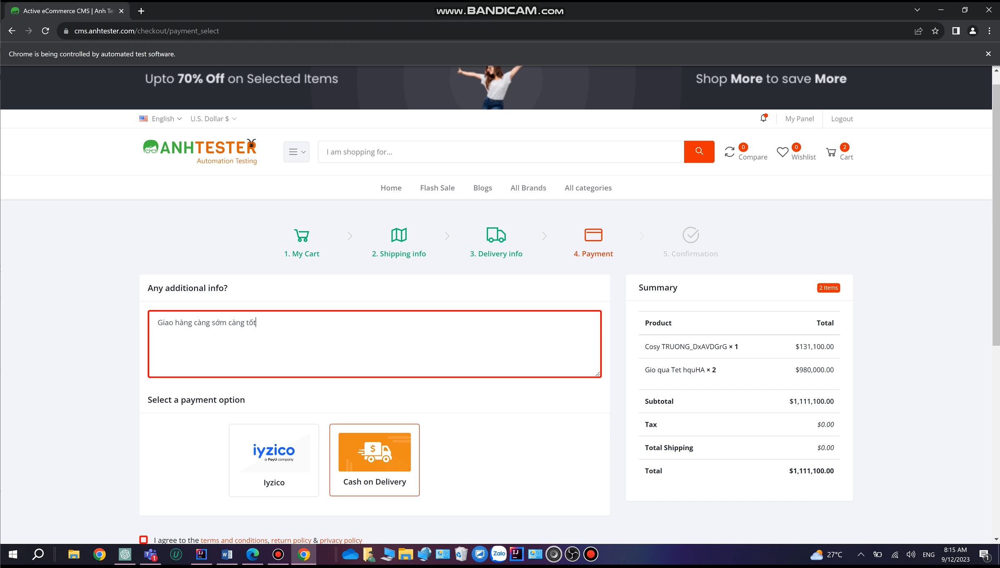 Active eCommerce CMS | Anh Te
www.BANDICAM.com
cms.anhtester.com/checkout/payment_select
Chrome is being controlled by automated test software.
Upto 70% Off on Selected Items
Shop More to save More
English
U.S. Dollar $
My Panel
Logout
ANHTESTER
Automation Testing
I am shopping for...
0
Compare
0
Wishlist
2
Cart
Home
Flash Sale
Blogs
All Brands
All categories
1. My Cart
2. Shipping info
3. Delivery info
4. Payment
5. Confirmation
Any additional info?
Giao hàng càng sớm càng tốt
Select a payment option
iyzico
a PayU company
Iyzico
$
Cash on Delivery
I agree to the terms and conditions, return policy & privacy policy
Summary
2 Items
Product Total
Cosy TRUONG_DxAVDGrG × 1 $131,100.00
Gio qua Tet hquHA × 2 $980,000.00
Subtotal $1,111,100.00
Tax $0.00
Total Shipping $0.00
Total $1,111,100.00
T
1
U
IJ
W
Zalo
IJ
27°C
ENG
8:15 AM
9/12/2023
1